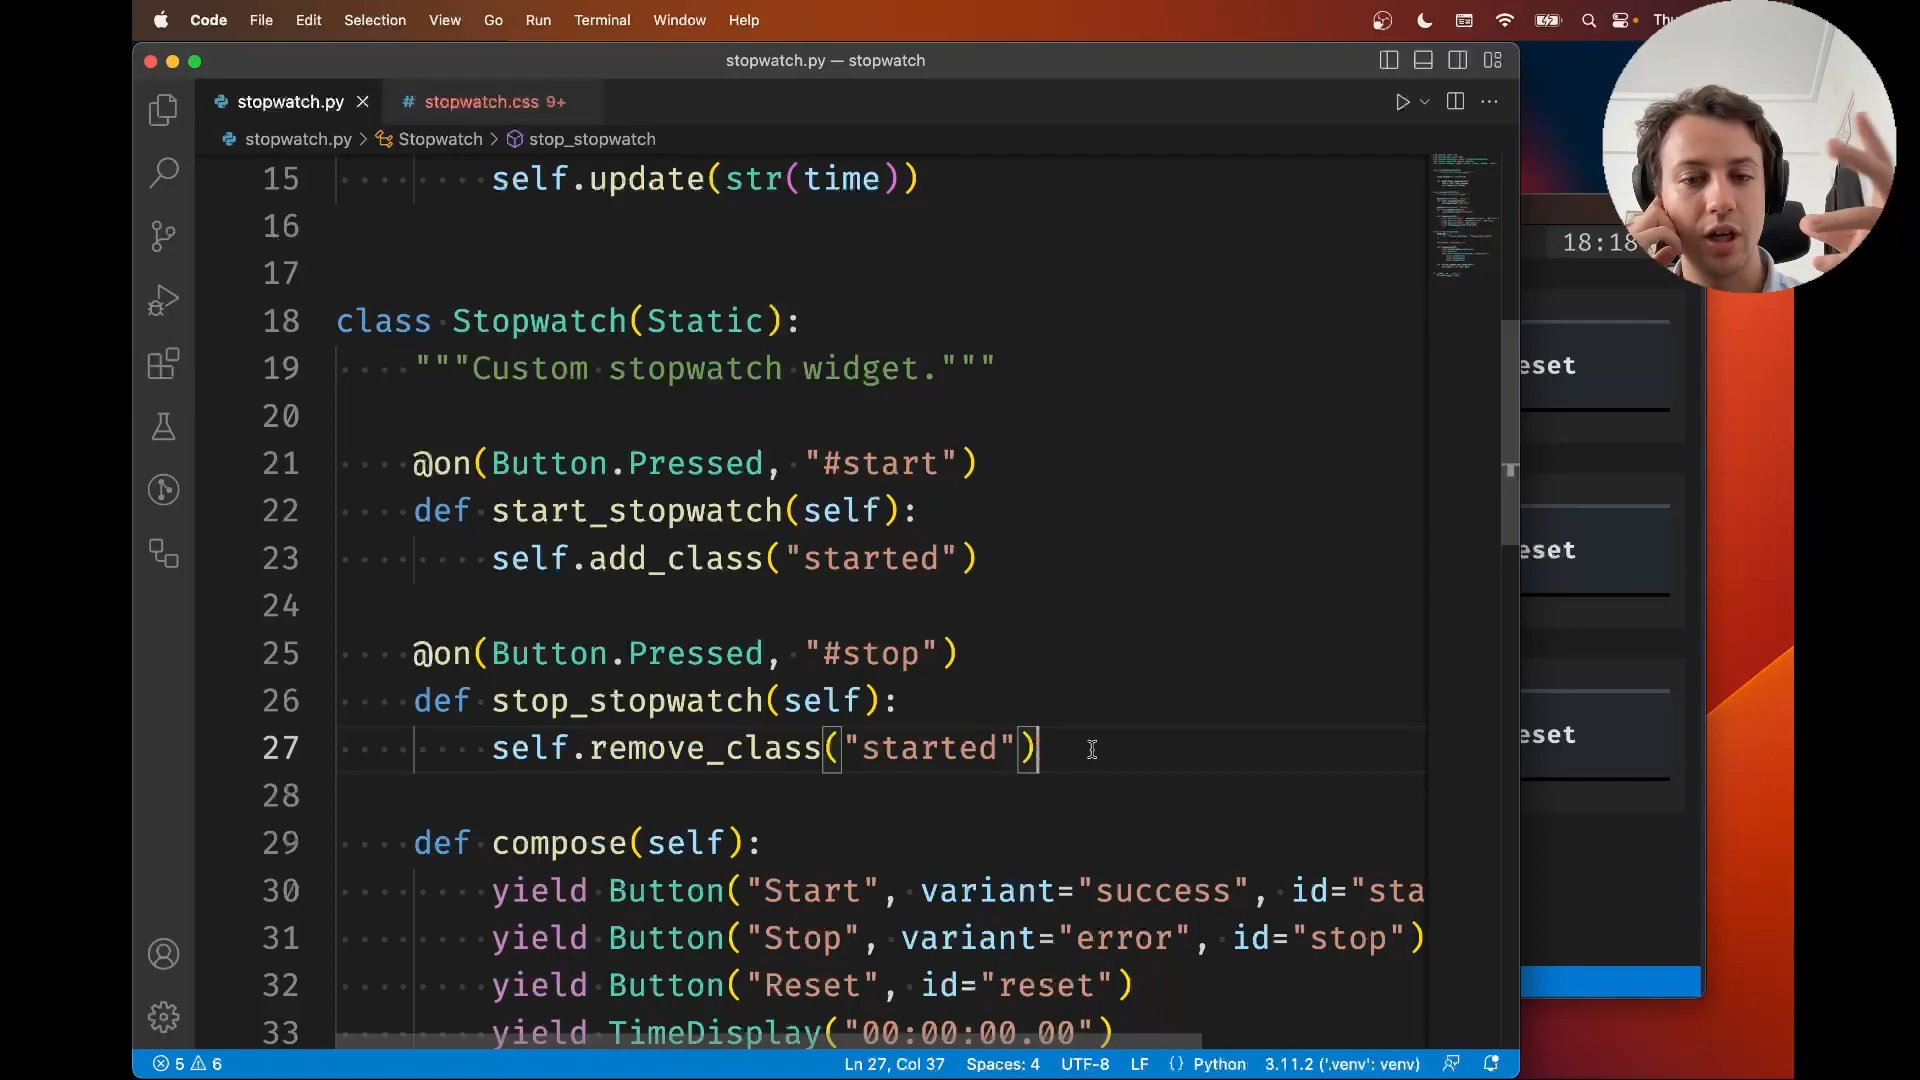 Code File Edit Selection View Go Run Terminal Window Help
stopwatch.py — stopwatch
stopwatch.py
# stopwatch.css 9+
stopwatch.py > Stopwatch > stop_stopwatch
15 self.update(str(time))
16
17
18 class Stopwatch(Static):
19 """Custom stopwatch widget."""
20
21 @on(Button.Pressed, "#start")
22 def start_stopwatch(self):
23 self.add_class("started")
24
25 @on(Button.Pressed, "#stop")
26 def stop_stopwatch(self):
27 self.remove_class("started")
28
29 def compose(self):
30 yield Button("Start", variant="success", id="sta
31 yield Button("Stop", variant="error", id="stop")
32 yield Button("Reset", id="reset")
33 yield TimeDisplay("00:00:00.00")
18:18
eset
eset
eset
5 6
Ln 27, Col 37 Spaces: 4 UTF-8 LF {} Python 3.11.2 ('.venv': venv)